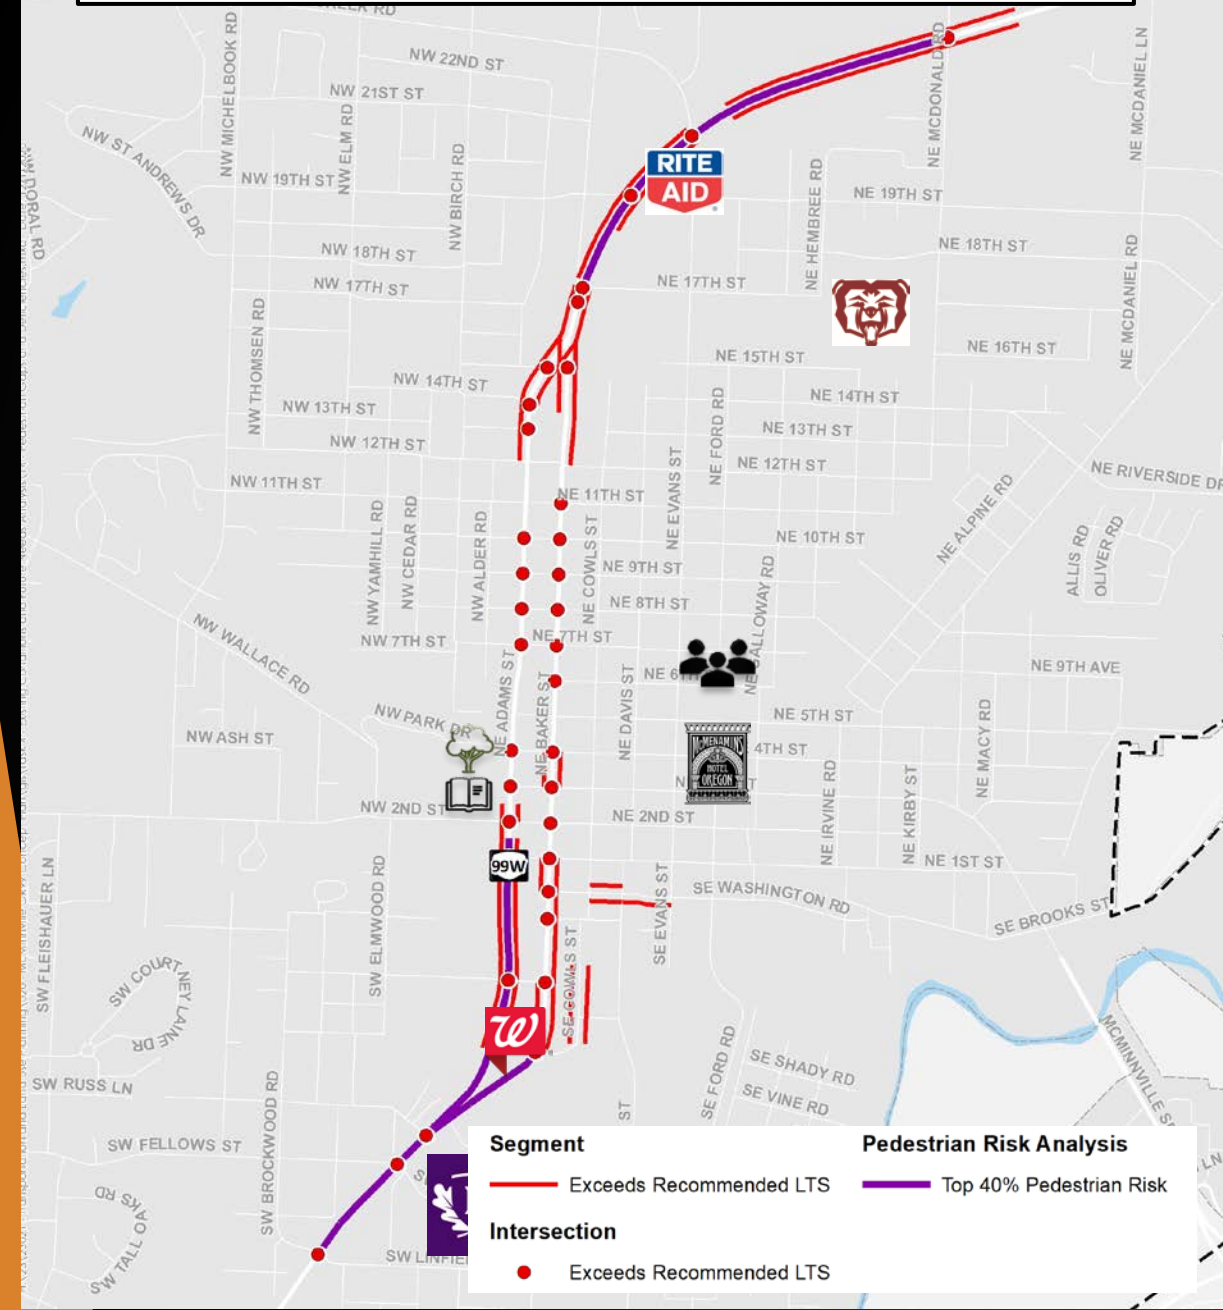 NW 22ND ST
NW 21ST ST
NW MICHELBOOK RD
NW ELM RD
NW ST ANDREWS DR
NW BIRCH RD
NE MCDONALD RD
NE MCDANIEL LN
RITE
AID
NW DORAL RD
NW 19TH ST
NE HEMBREE RD
NE 19TH ST
NW 18TH ST
NE 18TH ST
NW 17TH ST
NE 17TH ST
NE MCDANIEL RD
NW THOMSEN RD
NE 15TH ST
NE 16TH ST
NW 14TH ST
NE 14TH ST
NW 13TH ST
NE FORD RD
NE 13TH ST
NW 12TH ST
NE EVANS ST
NE 12TH ST
NE RIVERSIDE DR
NW 11TH ST
NE 11TH ST
NE ALPINE RD
NW YAMHILL RD
NW CEDAR RD
NW ALDER RD
NE COWLS ST
NE 10TH ST
ALLIS RD
OLIVER RD
NE 9TH ST
NE 8TH ST
NE GALLOWAY RD
NW WALLACE RD
NW 7TH ST
NE 7TH ST
NE 9TH AVE
NE ADAMS ST
NE BAKER ST
NE DAVIS ST
NE 6TH
NW PARK DR
NE 5TH ST
NE MACY RD
NW ASH ST
4TH ST
McMENAMINS
HOTEL
OREGON
NW 2ND ST
NE 2ND ST
NE IRVINE RD
NE KIRBY ST
99W
NE 1ST ST
SW FLEISHAUER LN
SW ELMWOOD RD
SE EVANS ST
SE WASHINGTON RD
SE BROOKS ST
SE COWLS ST
SW COURTNEY LAINE DR
W
MCMINNVILLE S
SW RUSS LN
SE FORD RD
SE SHADY RD
SE VINE RD
SW BROCKWOOD RD
ST
SW FELLOWS ST
SW TALL OAKS RD
SW LINFIE
LN
Segment
Exceeds Recommended LTS
Intersection
Exceeds Recommended LTS
Pedestrian Risk Analysis
Top 40% Pedestrian Risk